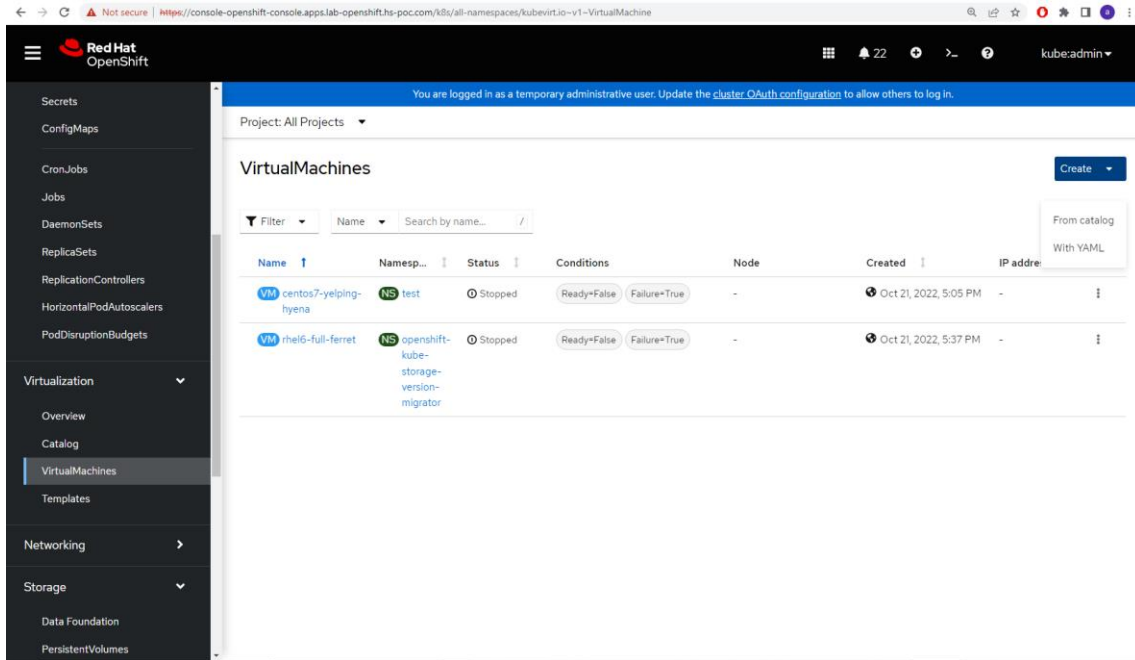 Not secure | https://console-openshift-console.apps.lab-openshift.hs-poc.com/k8s/all-namespaces/kubevirt.io~v1~VirtualMachine
Red Hat
OpenShift
22
kube:admin
You are logged in as a temporary administrative user. Update the cluster OAuth configuration to allow others to log in.
Secrets
ConfigMaps
CronJobs
Jobs
DaemonSets
ReplicaSets
ReplicationControllers
HorizontalPodAutoscalers
PodDisruptionBudgets
Virtualization
Overview
Catalog
VirtualMachines
Templates
Networking
Storage
Data Foundation
PersistentVolumes
Project: All Projects
VirtualMachines
Create
From catalog
With YAML
Filter Name Search by name... /
Name Namesp... Status Conditions Node Created IP addre
VM centos7-yelping-hyena NS test Stopped Ready=False Failure=True - Oct 21, 2022, 5:05 PM -
VM rhel6-full-ferret NS openshift-kube-storage-version-migrator Stopped Ready=False Failure=True - Oct 21, 2022, 5:37 PM -